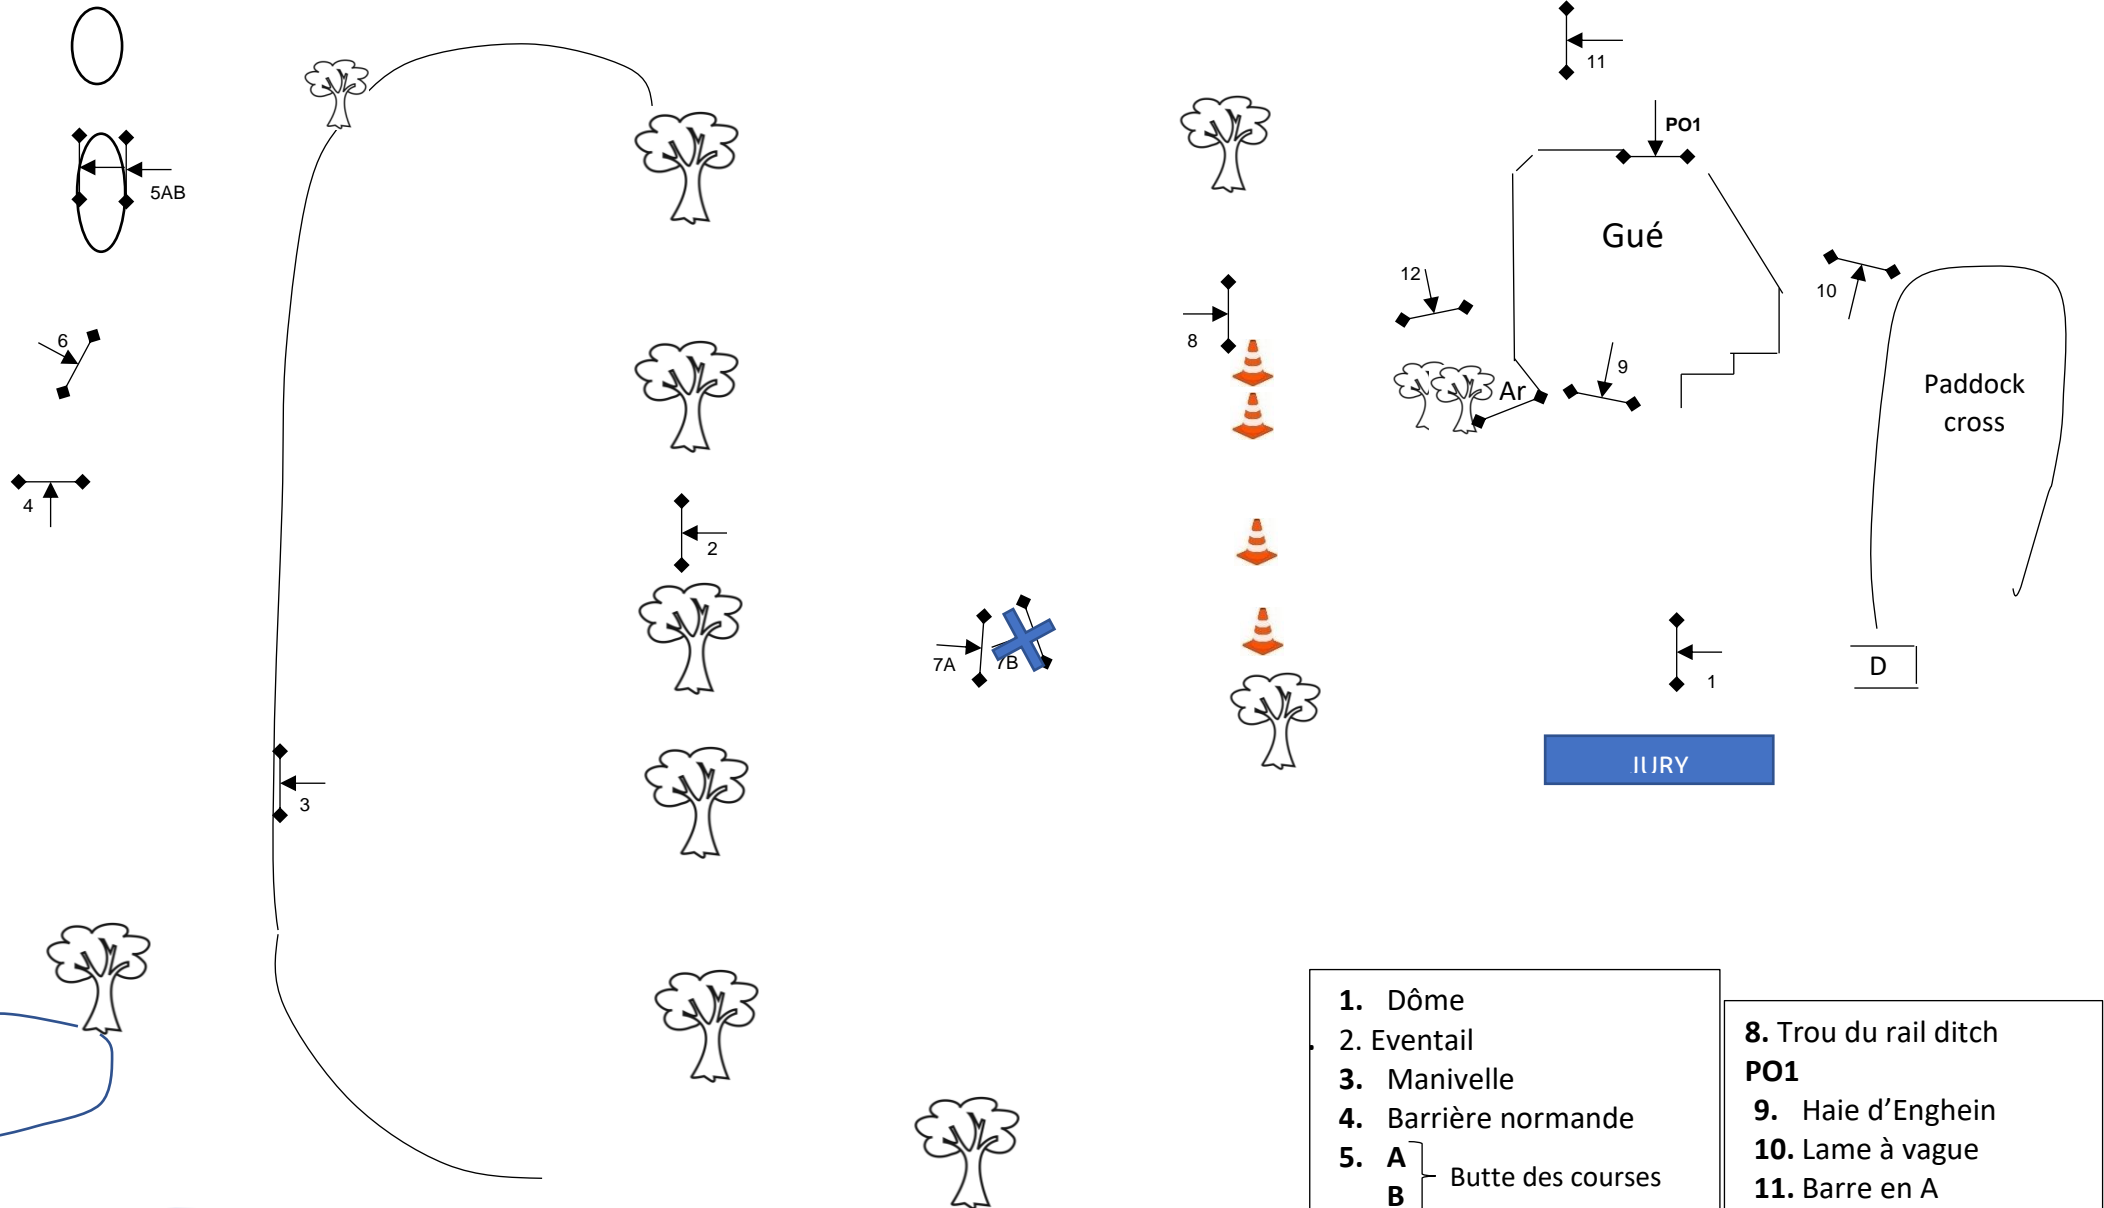 11
PO1
5AB
Gué
12
10
6
8
9
Paddock
cross
Ar
4
2
7A
7B
D
1
JURY
3
1. Dôme
. 2. Eventail
3. Manivelle
4. Barrière normande
5. A
B
Butte des courses
8. Trou du rail ditch
PO1
9. Haie d’Enghein
10. Lame à vague
11. Barre en A